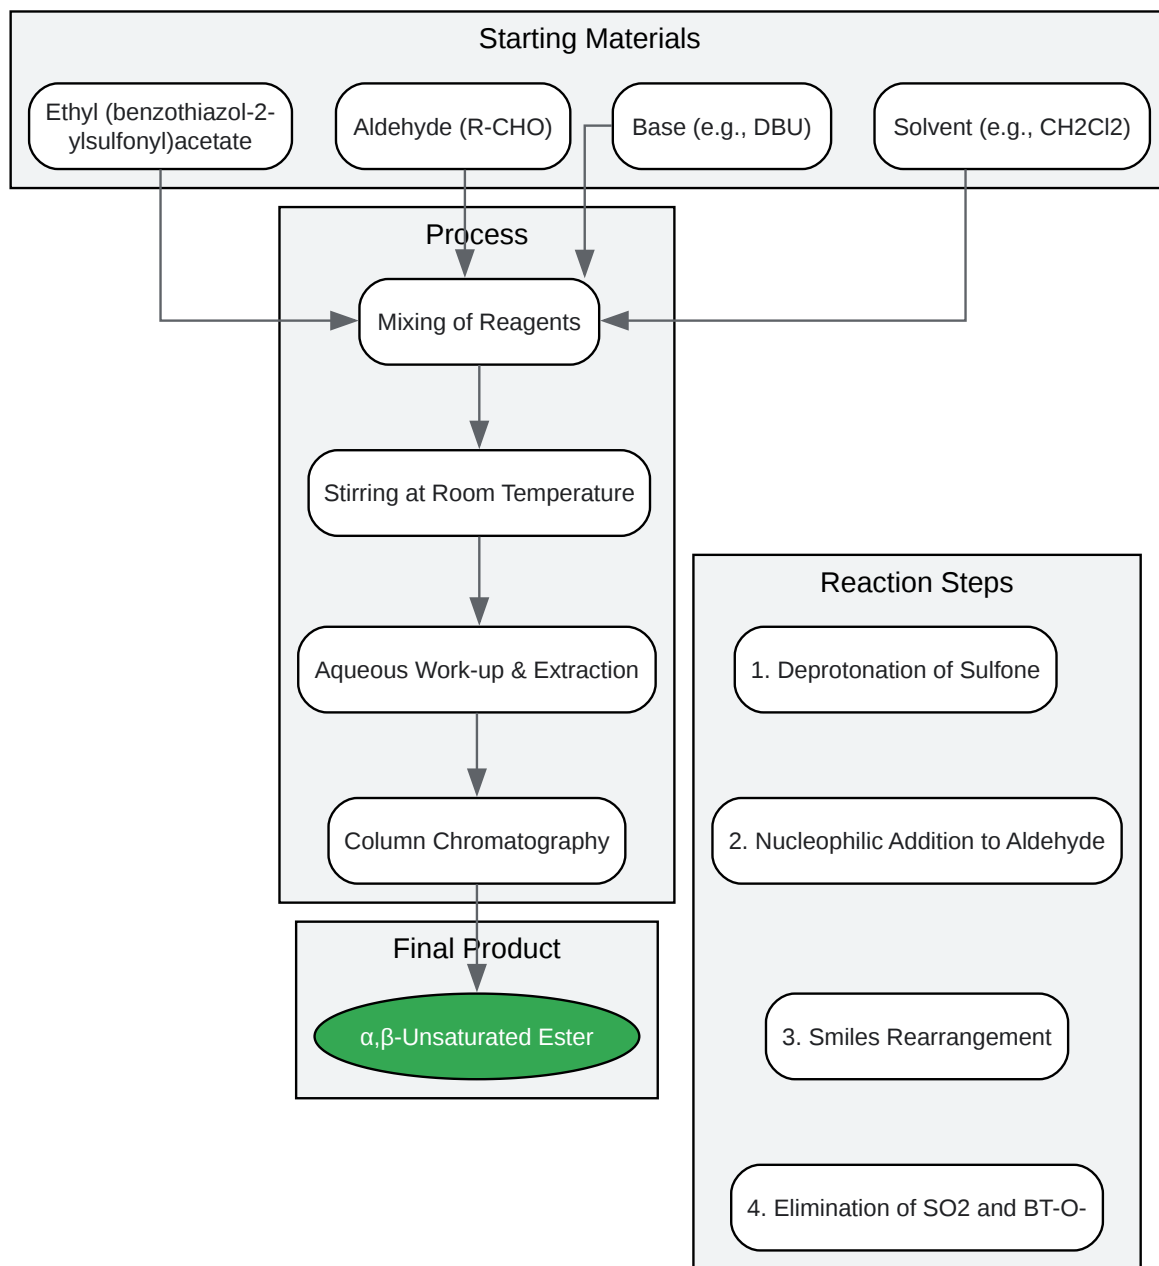 Starting Materials
Ethyl (benzothiazol-2-
ylsulfonyl)acetate
Aldehyde (R-CHO)
Base (e.g., DBU)
Solvent (e.g., CH2Cl2)
Process
Mixing of Reagents
Stirring at Room Temperature
Aqueous Work-up & Extraction
Column Chromatography
Final Product
α,β-Unsaturated Ester
Reaction Steps
1. Deprotonation of Sulfone
2. Nucleophilic Addition to Aldehyde
3. Smiles Rearrangement
4. Elimination of SO2 and BT-O-